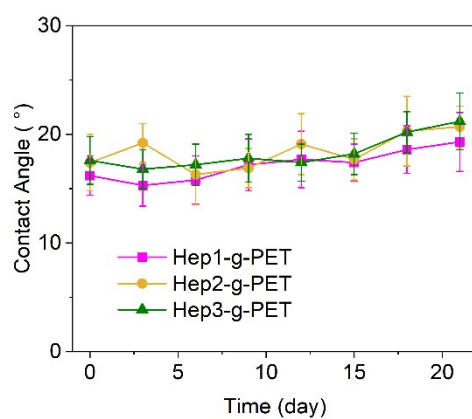 30
20
10
0
Contact Angle ( °)
Hep1-g-PET
Hep2-g-PET
Hep3-g-PET
0 5 10 15 20
Time (day)